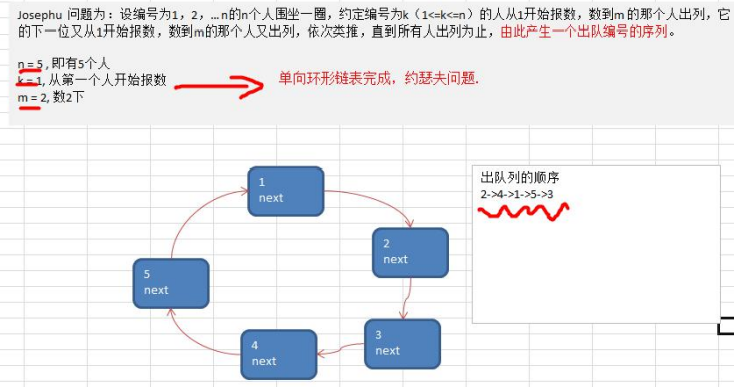 Josephu 问题为：设编号为1，2，… n的n个人围坐一圈，约定编号为k（1<=k<=n）的人从1开始报数，数到m 的那个人出列，它
的下一位又从1开始报数，数到m的那个人又出列，依次类推，直到所有人出列为止，由此产生一个出队编号的序列。
n = 5 , 即有5个人
k = 1, 从第一个人开始报数
m = 2, 数2下
单向环形链表完成，约瑟夫问题.
出队列的顺序
2->4->1->5->3
1
next
2
next
5
next
3
next
4
next